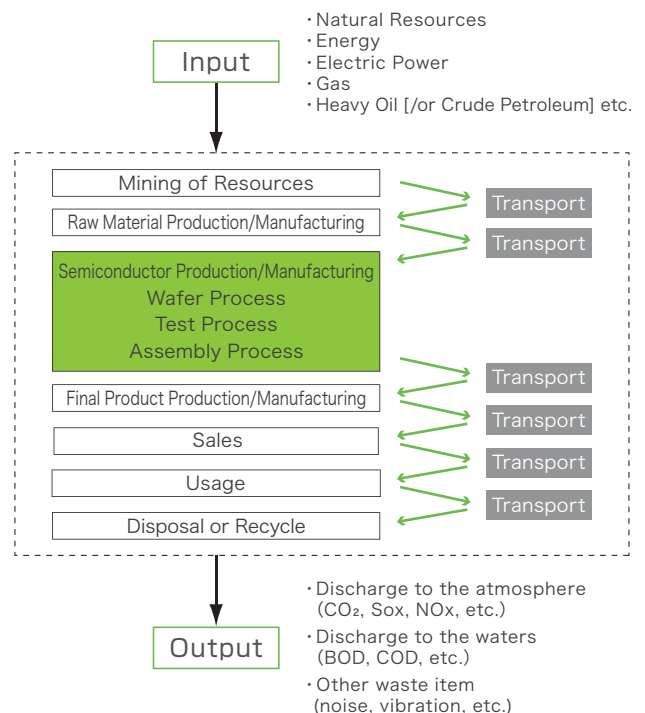 Input
・Natural Resources
・Energy
・Electric Power
・Gas
・Heavy Oil [/or Crude Petroleum] etc.
Mining of Resources
Transport
Raw Material Production/Manufacturing
Transport
Semiconductor Production/Manufacturing
Wafer Process
Test Process
Assembly Process
Transport
Final Product Production/Manufacturing
Transport
Sales
Transport
Usage
Transport
Disposal or Recycle
Output
・Discharge to the atmosphere
(CO₂, Sox, NOx, etc.)
・Discharge to the waters
(BOD, COD, etc.)
・Other waste item
(noise, vibration, etc.)